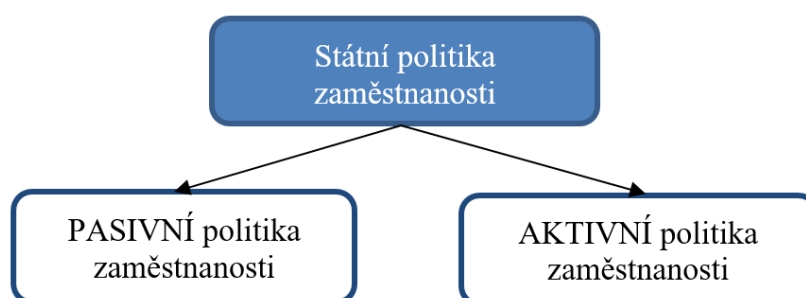 Státní politika
zaměstnanosti
PASIVNÍ politika
zaměstnanosti
AKTIVNÍ politika
zaměstnanosti